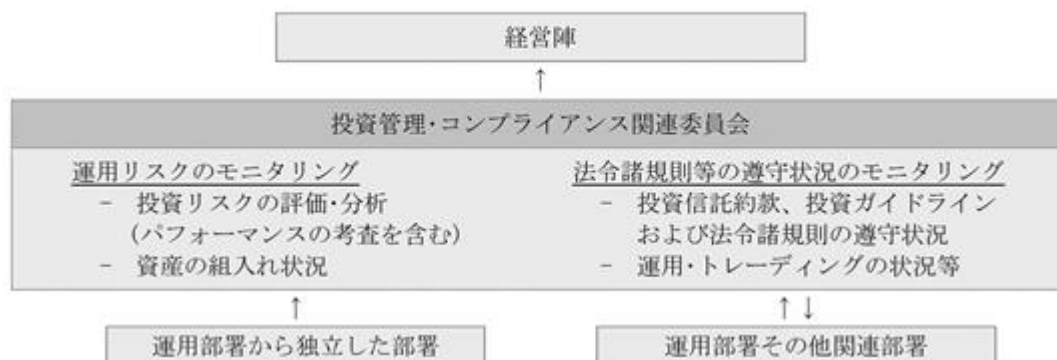 経営陣
↑
投資管理・コンプライアンス関連委員会
運用リスクのモニタリング
- 投資リスクの評価・分析
(パフォーマンスの考査を含む)
- 資産の組入れ状況
法令諸規則等の遵守状況のモニタリング
- 投資信託約款、投資ガイドライン
および法令諸規則の遵守状況
- 運用・トレーディングの状況等
↑
↑↓
運用部署から独立した部署
運用部署その他関連部署